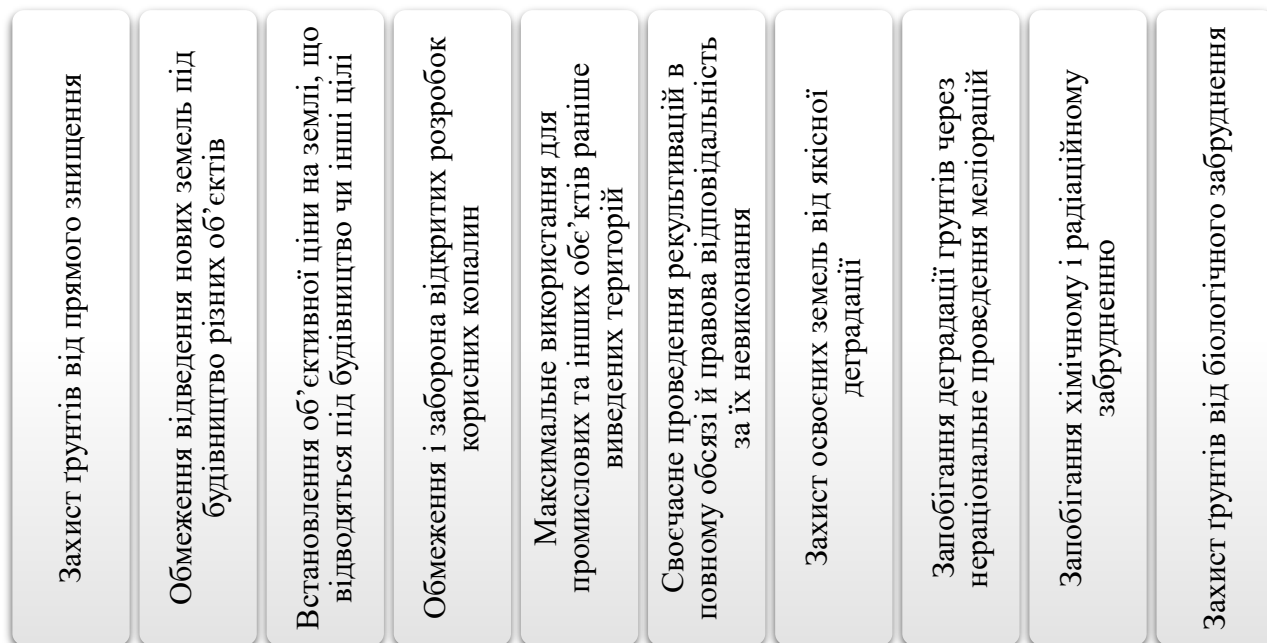 Захист ґрунтів від прямого знищення
Обмеження відведення нових земель під
будівництво різних об’єктів
Встановлення об’єктивної ціни на землі, що
відводяться під будівництво чи інші цілі
Обмеження і заборона відкритих розробок
корисних копалин
Максимальне використання для
промислових та інших обє’ктів раніше
виведених територій
Своєчасне проведення рекультивацій в
повному обсязі й правова відповідальність
за їх невиконання
Захист освоєних земель від якісної
деградації
Запобігання деградації ґрунтів через
нераціональне проведення меліорацій
Запобігання хімічному і радіаційному
забрудненню
Захист ґрунтів від біологічного забруднення